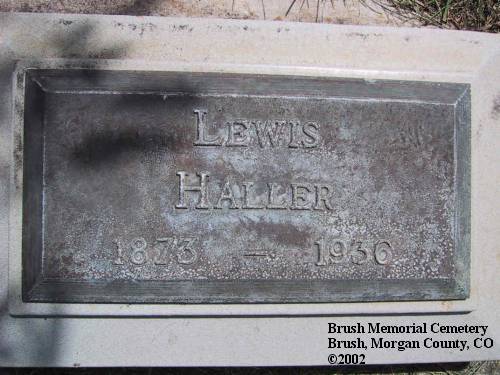 LEWIS
HALLER
1873 – 1936
Brush Memorial Cemetery
Brush, Morgan County, CO
©2002